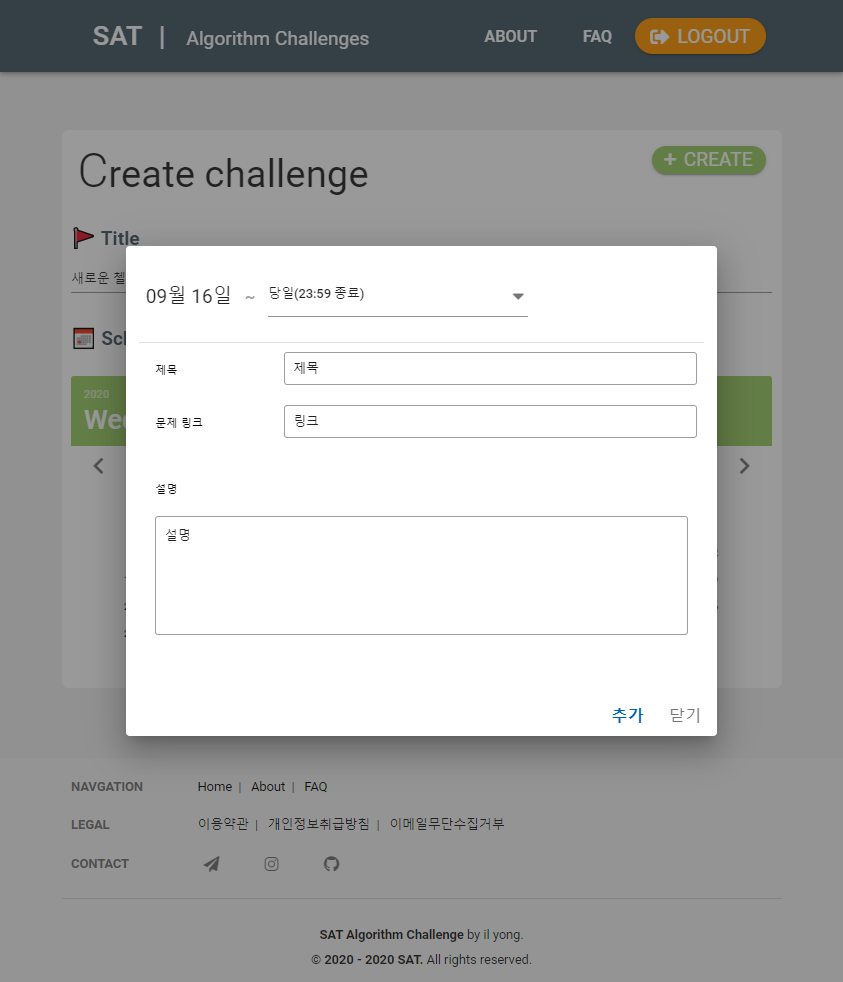 SAT | Algorithm Challenges ABOUT FAQ LOGOUT
Create challenge
+ CREATE
Title
새로운
09월 16일 ~ 당일(23:59 종료)
제목 제목
문제 링크 링크
2020
설명
설명
추가 닫기
NAVGATION Home | About | FAQ
LEGAL 이용약관 | 개인정보취급방침 | 이메일무단수집거부
CONTACT
SAT Algorithm Challenge by il yong.
© 2020 - 2020 SAT. All rights reserved.